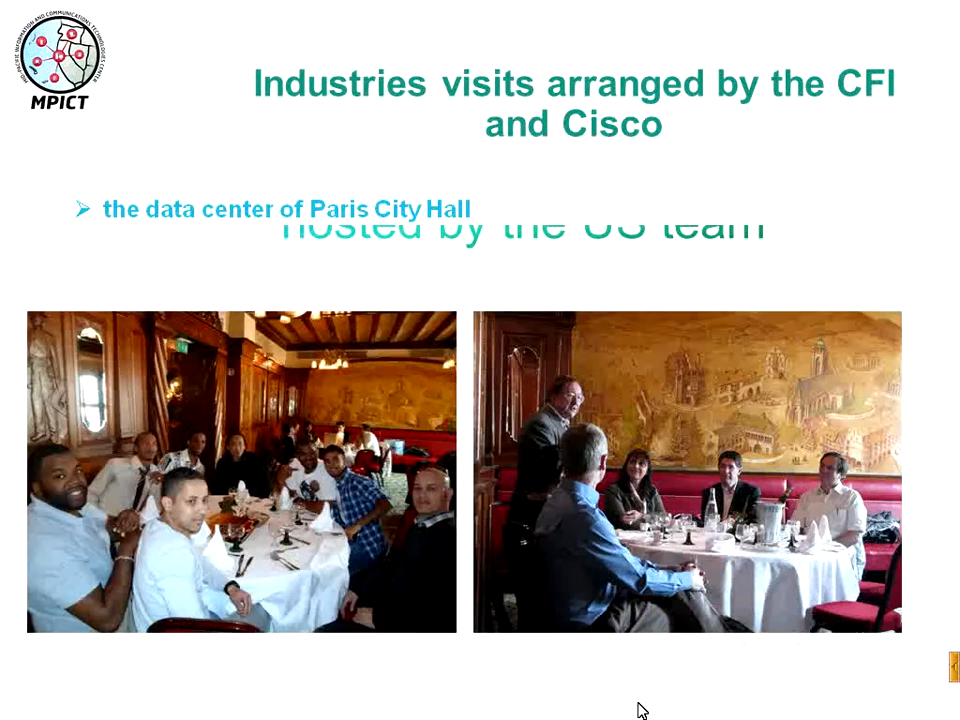 MPICT
Industries visits arranged by the CFI
and Cisco
the data center of Paris City Hall
hosted by the US team